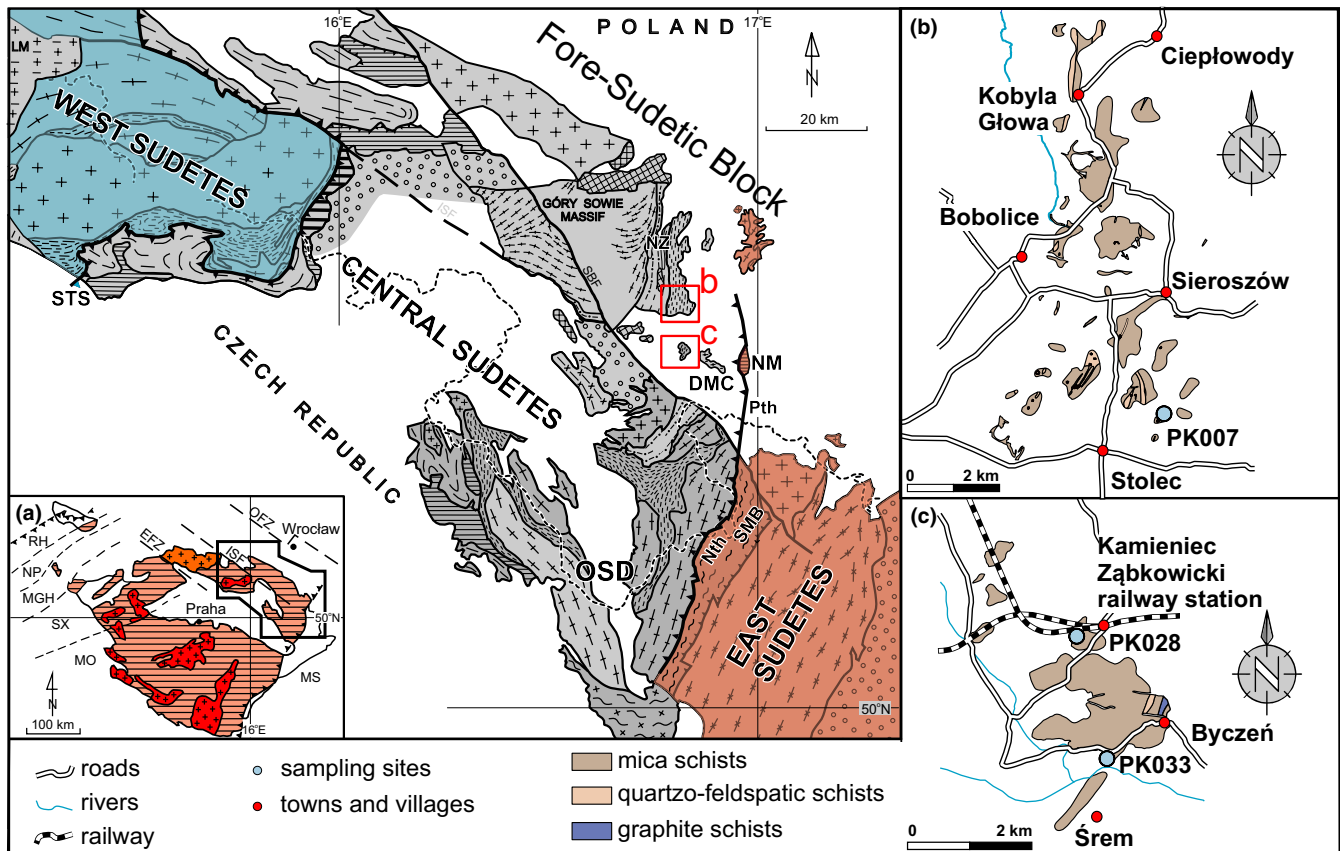 16°E
POLAND
17°E
N
20 km
LM
WEST SUDETES
Fore-Sudetic Block
GÓRY SOWIE
MASSIF
ISF
NZ
SBF
STS
b
c
CENTRAL SUDETES
CZECH REPUBLIC
DMC
NM
Pth
OSD
Nth
SMB
EAST
SUDETES
50°N
(a)
RH
NP
MGH
SX
MO
EFZ
ISF
OFZ
Wrocław
Praha
50°N
MS
N
100 km
16°E
(b)
Ciepłowody
Kobyla
Głowa
N
Bobolice
Sieroszów
PK007
0 2 km
Stolec
(c)
Kamieniec
Ząbkowicki
railway station
PK028
N
Byczeń
PK033
Śrem
0 2 km
roads
rivers
railway
sampling sites
towns and villages
mica schists
quartzo-feldspatic schists
graphite schists